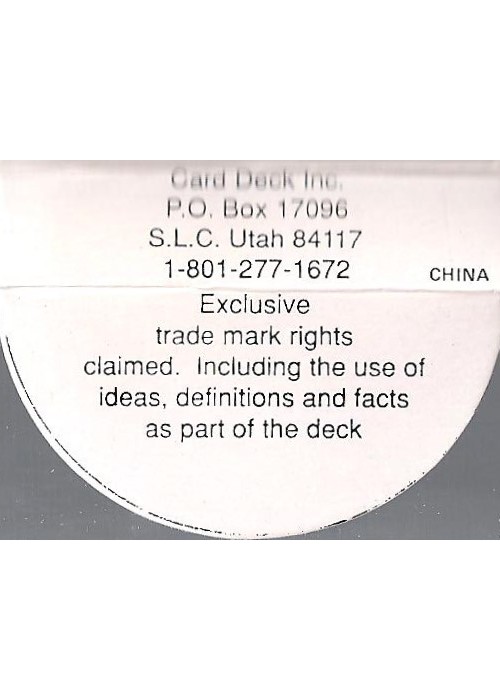 Card Deck Inc.
P.O. Box 17096
S.L.C. Utah 84117
1-801-277-1672
CHINA
Exclusive
trade mark rights
claimed. Including the use of
ideas, definitions and facts
as part of the deck